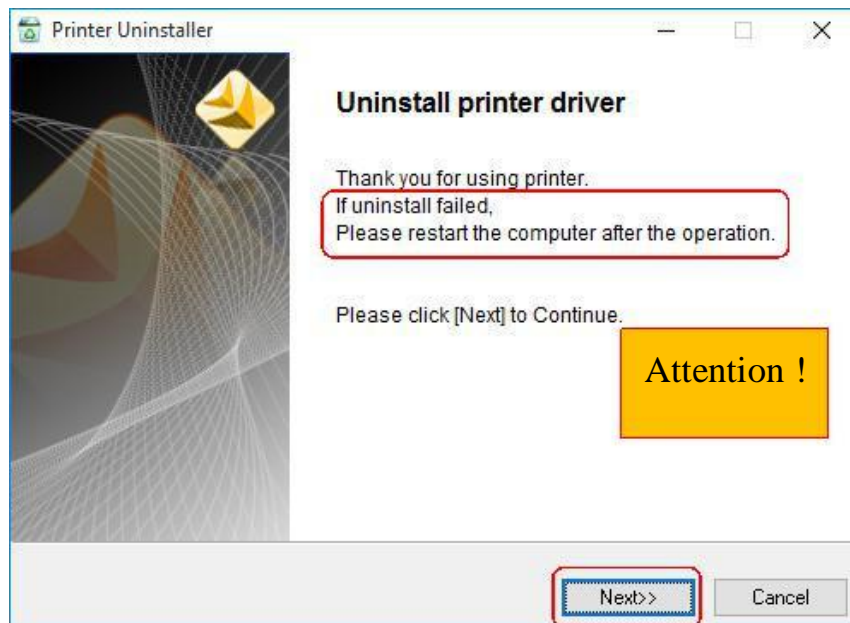 Printer Uninstaller
Uninstall printer driver
Thank you for using printer.
If uninstall failed,
Please restart the computer after the operation.
Please click [Next] to Continue.
Attention !
Next>>
Cancel